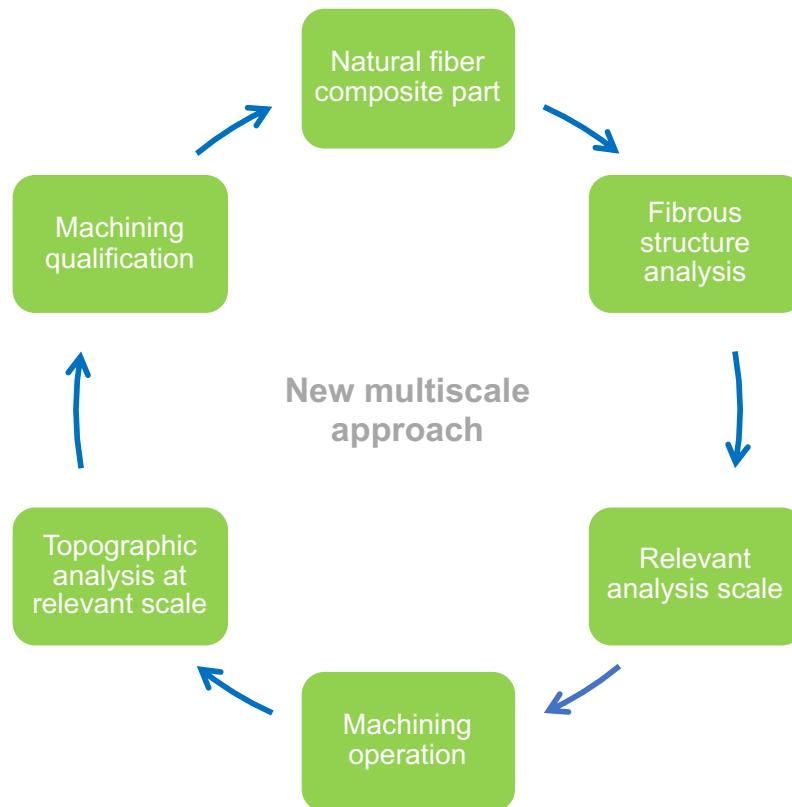 Natural fiber
composite part
Fibrous
structure
analysis
Relevant
analysis scale
Machining
operation
Topographic
analysis at
relevant scale
Machining
qualification
New multiscale
approach